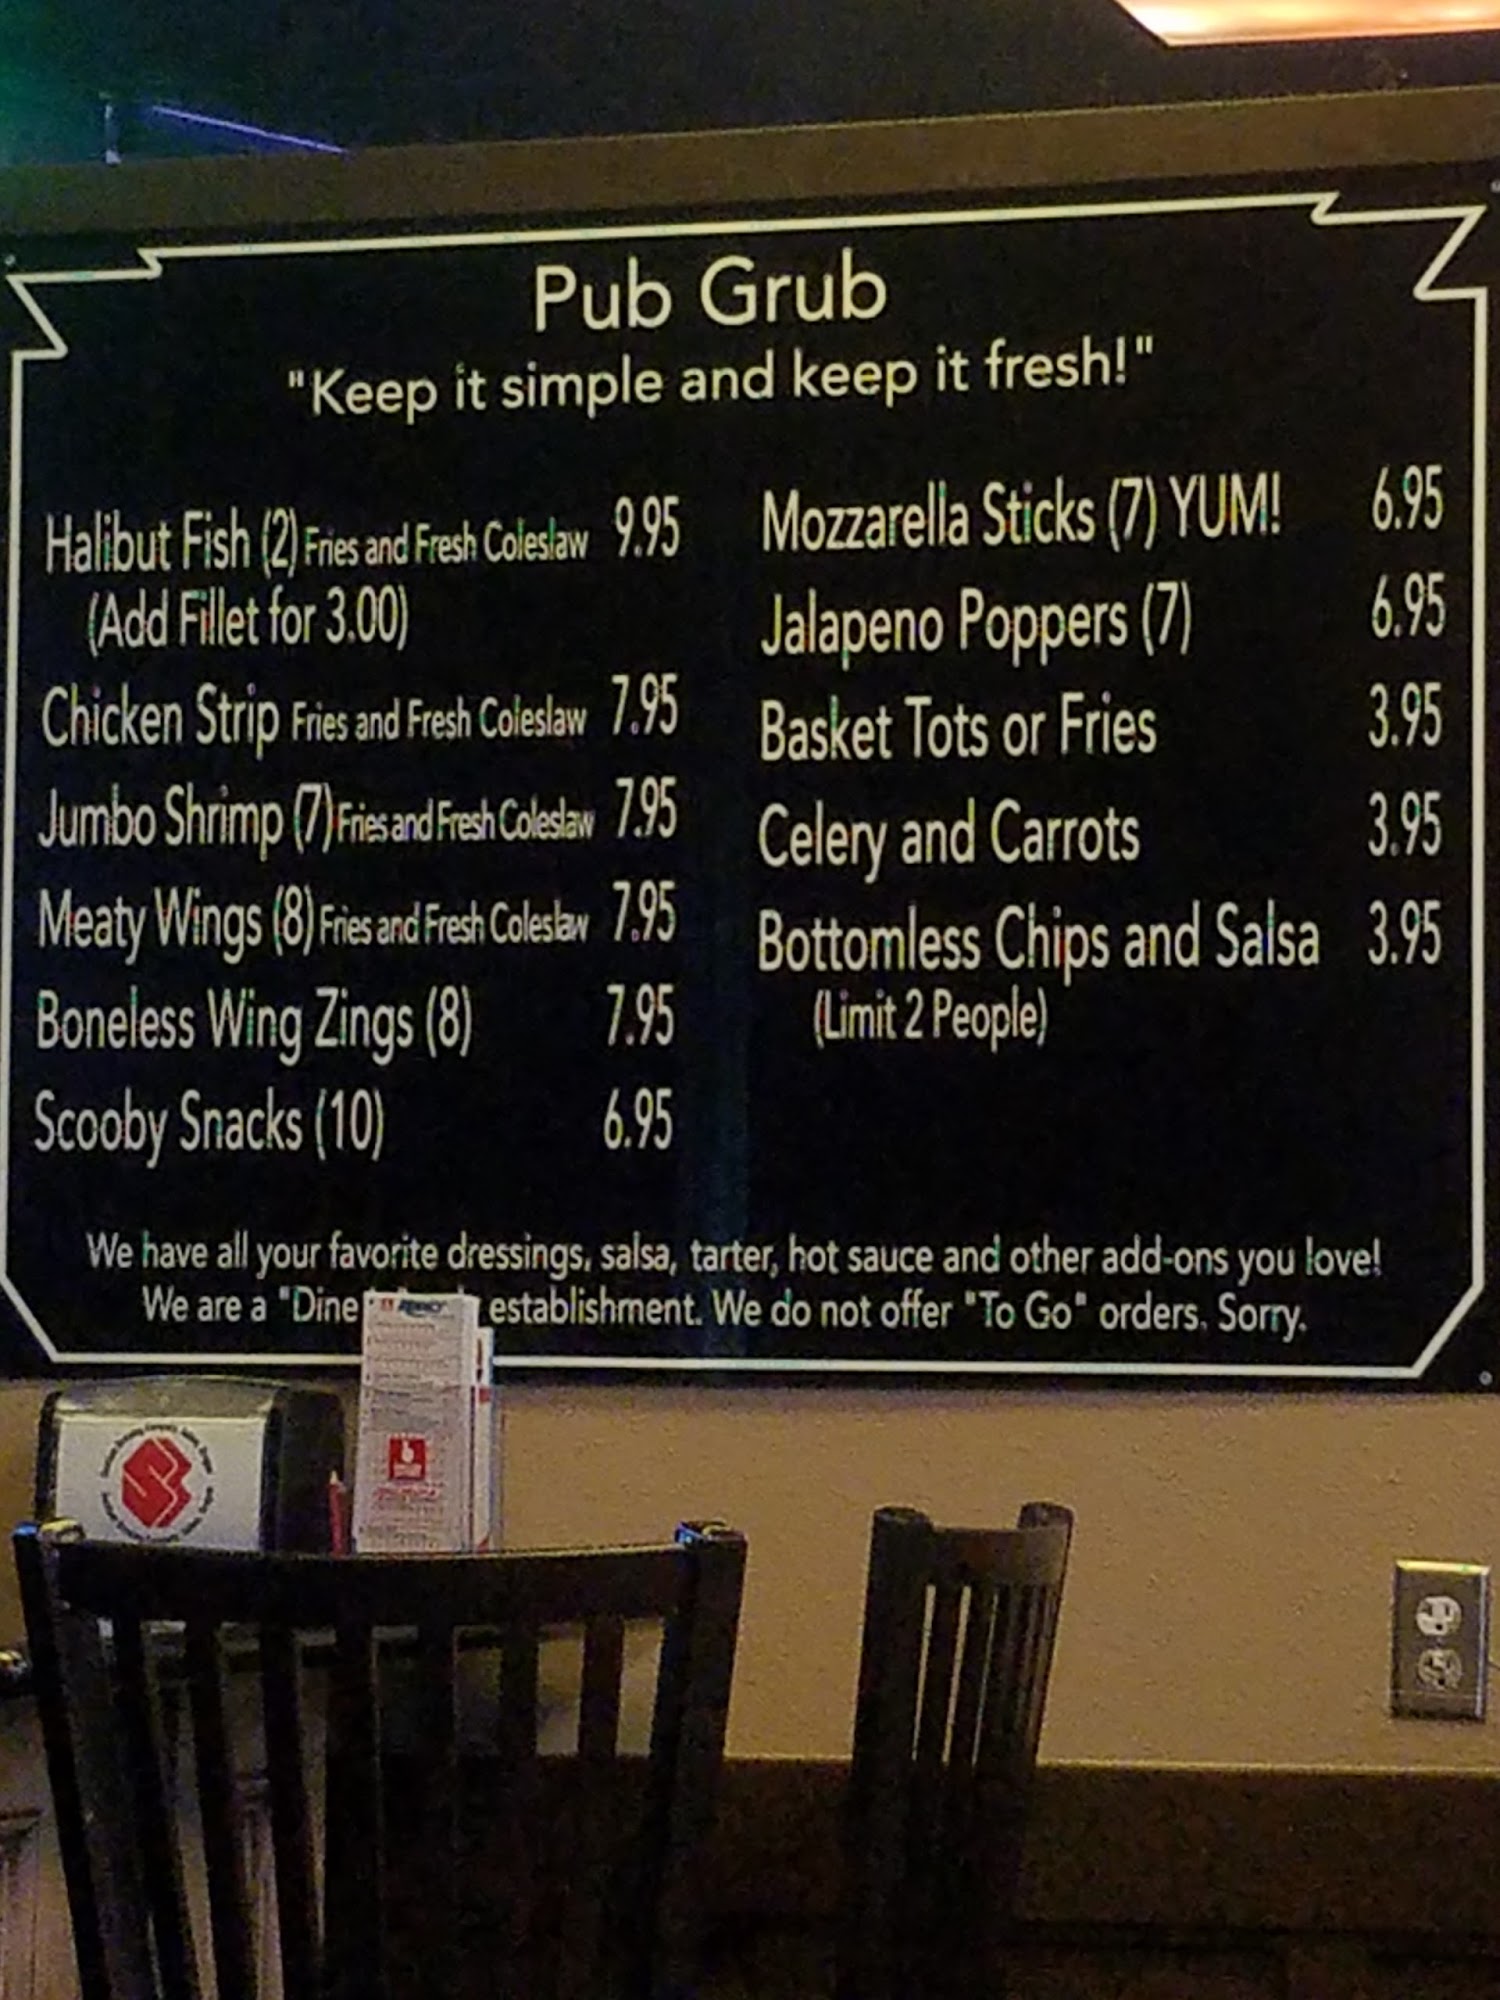 Pub Grub
"Keep it simple and keep it fresh!"
Halibut Fish (2) Fries and Fresh Coleslaw 9.95
(Add Fillet for 3.00)
Chicken Strip Fries and Fresh Coleslaw 7.95
Jumbo Shrimp (7) Fries and Fresh Coleslaw 7.95
Meaty Wings (8) Fries and Fresh Coleslaw 7.95
Boneless Wing Zings (8) 7.95
Scooby Snacks (10) 6.95
Mozzarella Sticks (7) YUM! 6.95
Jalapeno Poppers (7) 6.95
Basket Tots or Fries 3.95
Celery and Carrots 3.95
Bottomless Chips and Salsa 3.95
(Limit 2 People)
We have all your favorite dressings, salsa, tarter, hot sauce and other add-ons you love!
We are a "Dine establishment. We do not offer "To Go" orders. Sorry.